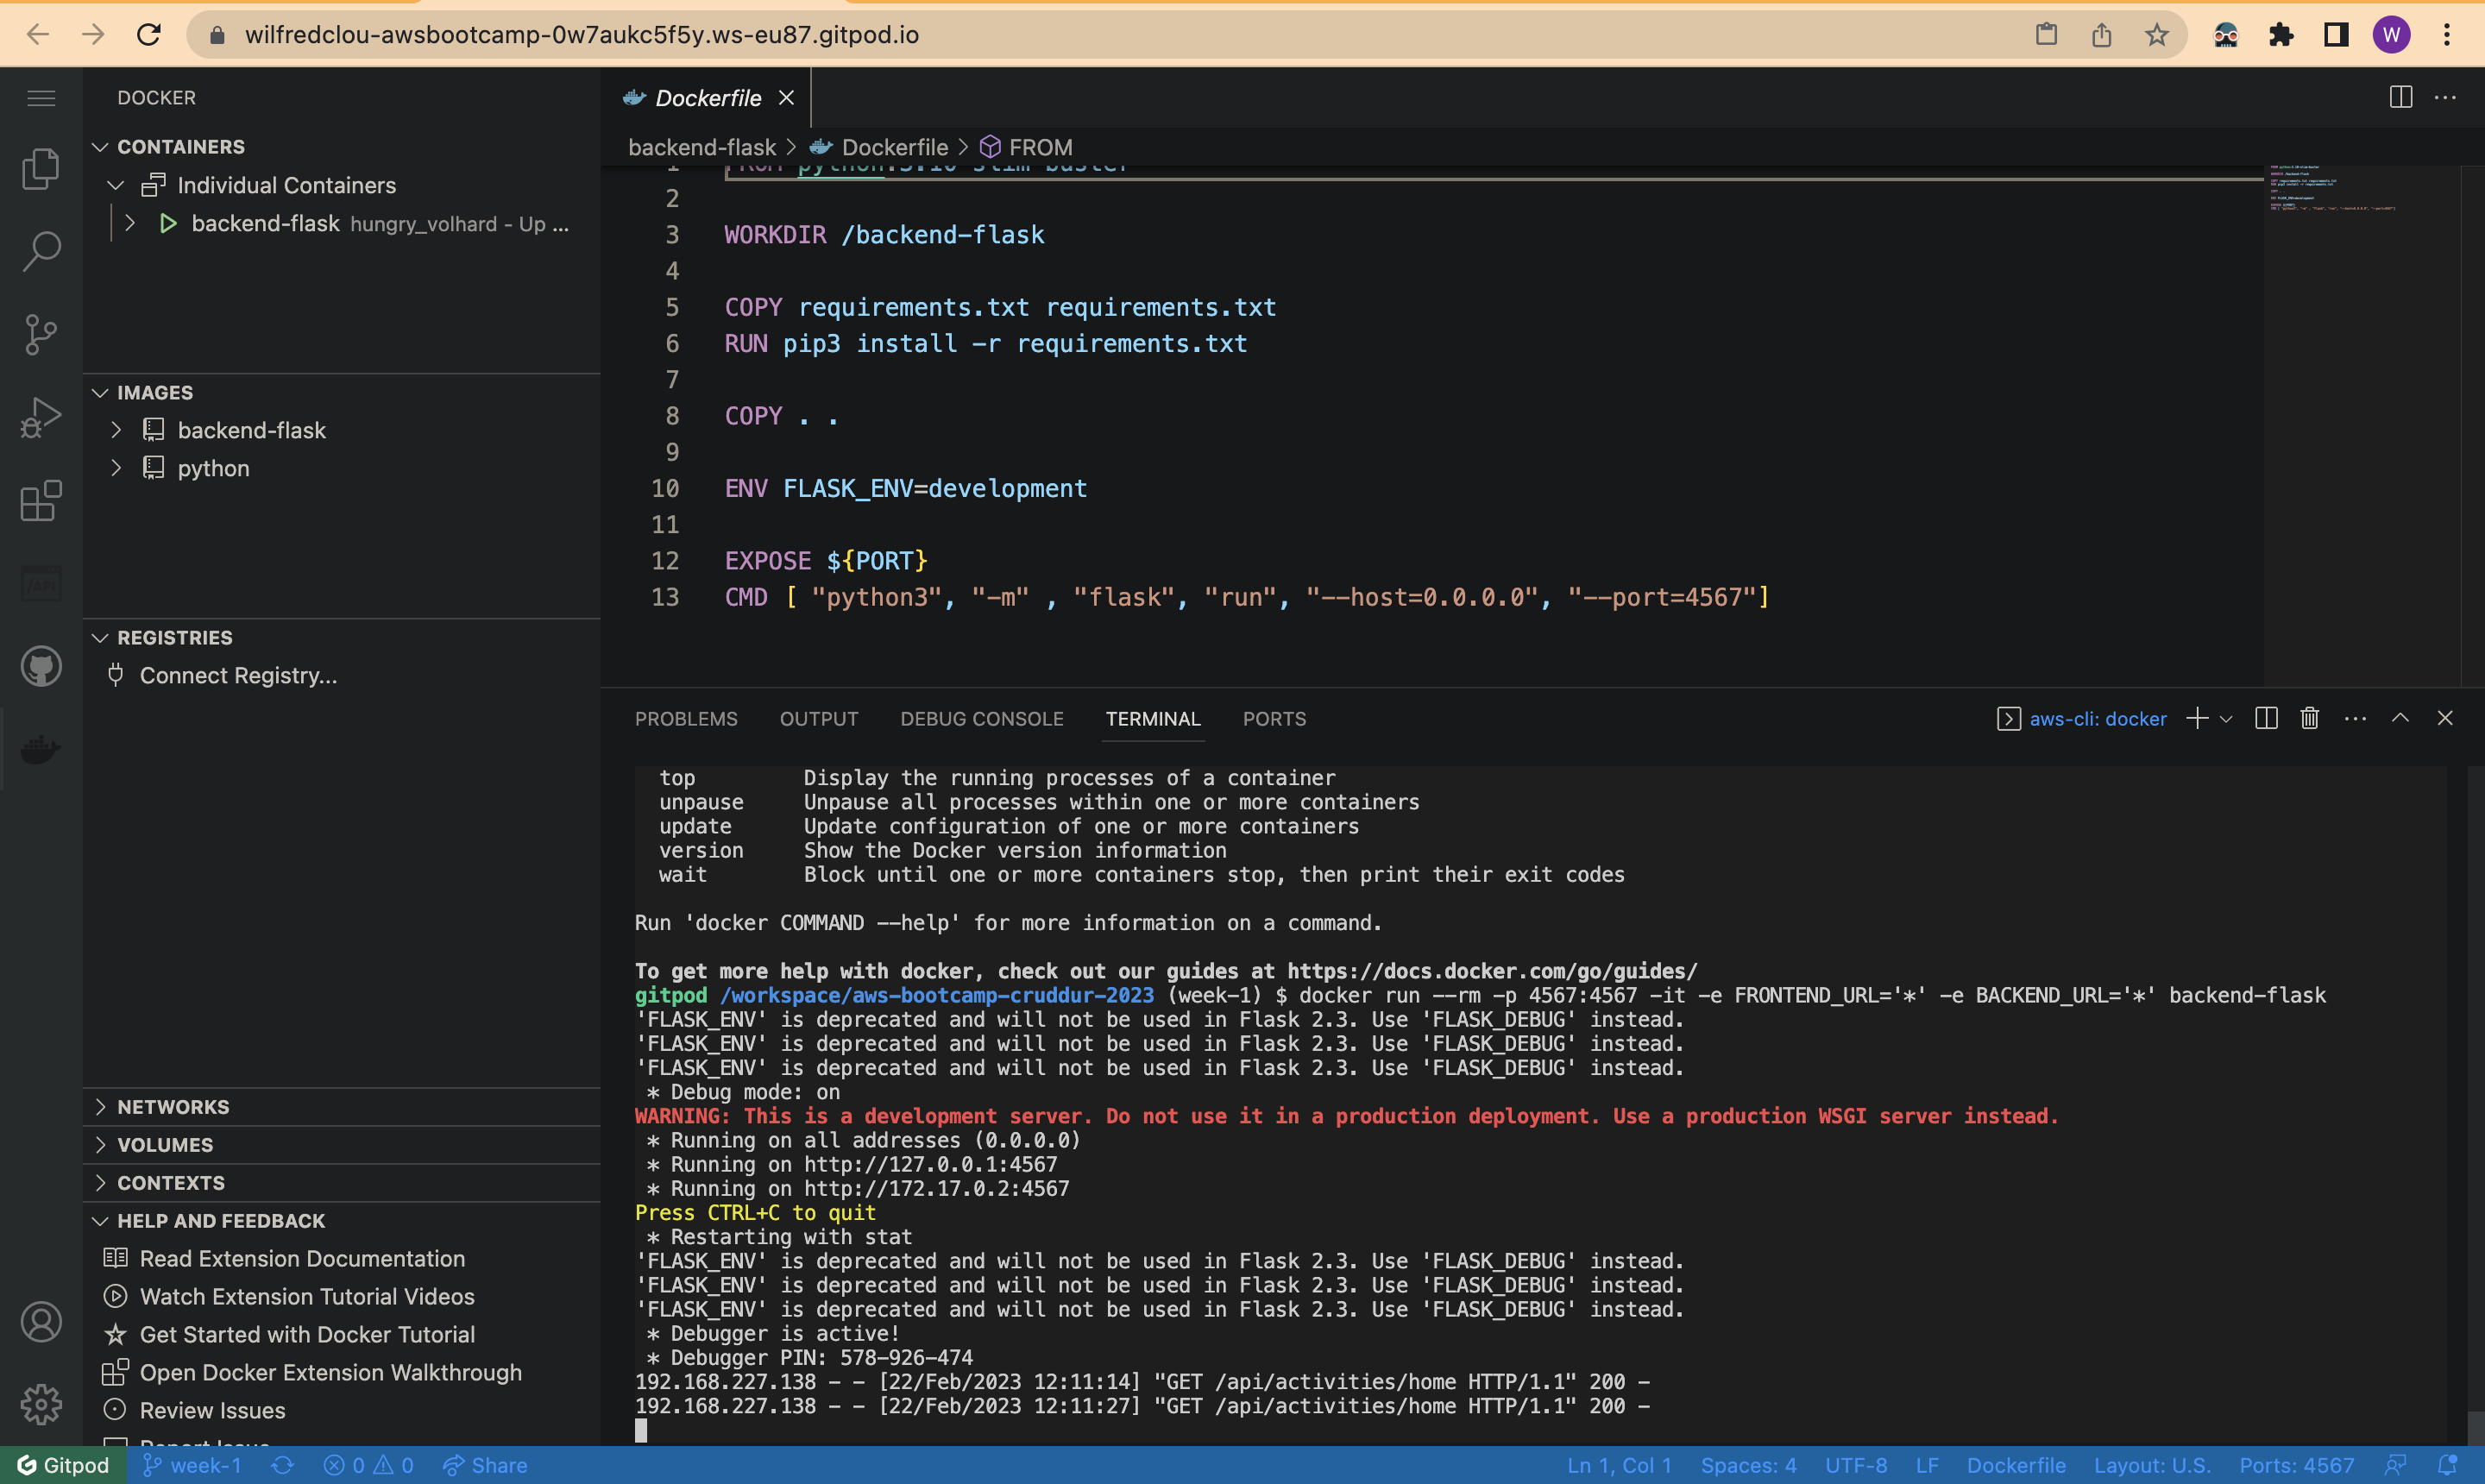 wilfredclou-awsbootcamp-0w7aukc5f5y.ws-eu87.gitpod.io
W
DOCKER
CONTAINERS
Individual Containers
backend-flask hungry_volhard - Up ...
IMAGES
backend-flask
python
REGISTRIES
Connect Registry...
NETWORKS
VOLUMES
CONTEXTS
HELP AND FEEDBACK
Read Extension Documentation
Watch Extension Tutorial Videos
Get Started with Docker Tutorial
Open Docker Extension Walkthrough
Review Issues
Report Issue
/API
Dockerfile
backend-flask > Dockerfile > FROM
1 FROM python:3.10-slim-buster
2
3 WORKDIR /backend-flask
4
5 COPY requirements.txt requirements.txt
6 RUN pip3 install -r requirements.txt
7
8 COPY . .
9
10 ENV FLASK_ENV=development
11
12 EXPOSE ${PORT}
13 CMD [ "python3", "-m" , "flask", "run", "--host=0.0.0.0", "--port=4567"]
PROBLEMS OUTPUT DEBUG CONSOLE TERMINAL PORTS
aws-cli: docker
top Display the running processes of a container
unpause Unpause all processes within one or more containers
update Update configuration of one or more containers
version Show the Docker version information
wait Block until one or more containers stop, then print their exit codes
Run 'docker COMMAND --help' for more information on a command.
To get more help with docker, check out our guides at https://docs.docker.com/go/guides/
gitpod /workspace/aws-bootcamp-cruddur-2023 (week-1) $ docker run --rm -p 4567:4567 -it -e FRONTEND_URL='*' -e BACKEND_URL='*' backend-flask
'FLASK_ENV' is deprecated and will not be used in Flask 2.3. Use 'FLASK_DEBUG' instead.
'FLASK_ENV' is deprecated and will not be used in Flask 2.3. Use 'FLASK_DEBUG' instead.
'FLASK_ENV' is deprecated and will not be used in Flask 2.3. Use 'FLASK_DEBUG' instead.
* Debug mode: on
WARNING: This is a development server. Do not use it in a production deployment. Use a production WSGI server instead.
* Running on all addresses (0.0.0.0)
* Running on http://127.0.0.1:4567
* Running on http://172.17.0.2:4567
Press CTRL+C to quit
* Restarting with stat
'FLASK_ENV' is deprecated and will not be used in Flask 2.3. Use 'FLASK_DEBUG' instead.
'FLASK_ENV' is deprecated and will not be used in Flask 2.3. Use 'FLASK_DEBUG' instead.
'FLASK_ENV' is deprecated and will not be used in Flask 2.3. Use 'FLASK_DEBUG' instead.
* Debugger is active!
* Debugger PIN: 578-926-474
192.168.227.138 - - [22/Feb/2023 12:11:14] "GET /api/activities/home HTTP/1.1" 200 -
192.168.227.138 - - [22/Feb/2023 12:11:27] "GET /api/activities/home HTTP/1.1" 200 -
Gitpod week-1 0 0 Share Ln 1, Col 1 Spaces: 4 UTF-8 LF Dockerfile Layout: U.S. Ports: 4567